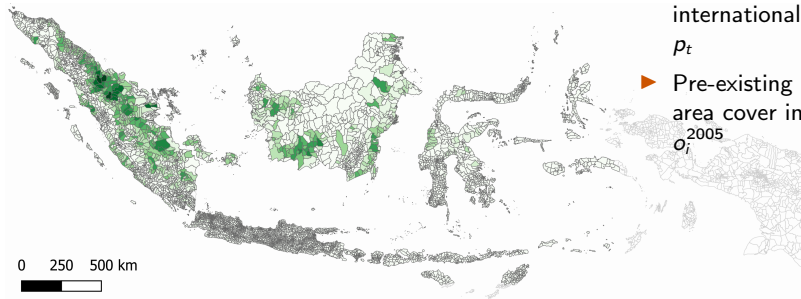 international
p_t
▶ Pre-existing
area cover in
o_i^2005
0 250 500 km